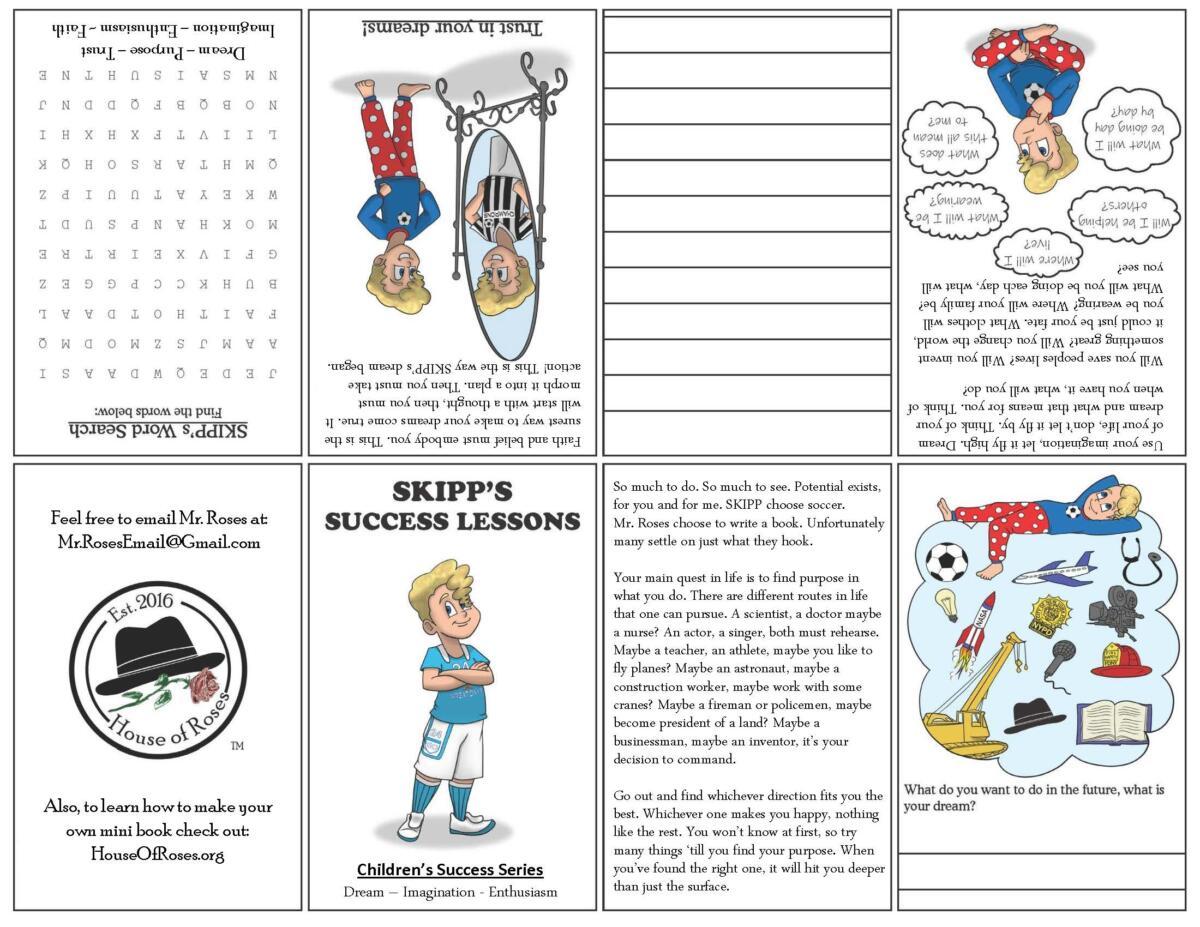 SKIPP's Word Search
Find the words below:
J E D E Q W D A A S I
A A M J S Z M O D M Q
F A I T H O T D A A L
B U H K C C P G G E Z
G F I V X E I R T R E
M O K H A N P S U D T
W K E Y A T U U I P Z
Q M H T A R S O H Q K
L I I V T F X H X H I
N O B Q B F Q D D N J
N M S A I S U H T N E
Dream – Purpose – Trust
Imagination – Enthusiasm ~ Faith
Faith and belief must embody you. This is the
surest way to make your dreams come true. It
will start with a thought, then you must
morph it into a plan. Then you must take
action! This is the way SKIPP's dream began.
CHAMPIONS
Trust in your dreams!
Use your imagination, let it fly high. Dream
of your life, don't let it fly by. Think of your
dream and what that means for you. Think of
when you have it, what will you do?
Will you save peoples lives? Will you invent
something great? Will you change the world,
it could just be your fate. What clothes will
you be wearing? Where will your family be?
What will you be doing each day, what will
you see?
Where will I
live?
Will I be helping
others?
What will I be
wearing?
What will I
be doing day
by day?
What does
this all mean
to me?
Feel free to email Mr. Roses at:
Mr.RosesEmail@Gmail.com
Est. 2016
House of Roses
TM
Also, to learn how to make your
own mini book check out:
HouseOfRoses.org
SKIPP'S
SUCCESS LESSONS
24
Children's Success Series
Dream – Imagination - Enthusiasm
So much to do. So much to see. Potential exists,
for you and for me. SKIPP choose soccer.
Mr. Roses choose to write a book. Unfortunately
many settle on just what they hook.
Your main quest in life is to find purpose in
what you do. There are different routes in life
that one can pursue. A scientist, a doctor maybe
a nurse? An actor, a singer, both must rehearse.
Maybe a teacher, an athlete, maybe you like to
fly planes? Maybe an astronaut, maybe a
construction worker, maybe work with some
cranes? Maybe a fireman or policemen, maybe
become president of a land? Maybe a
businessman, maybe an inventor, it's your
decision to command.
Go out and find whichever direction fits you the
best. Whichever one makes you happy, nothing
like the rest. You won't know at first, so try
many things 'till you find your purpose. When
you've found the right one, it will hit you deeper
than just the surface.
NASA
NYPD
FDNY
What do you want to do in the future, what is
your dream?